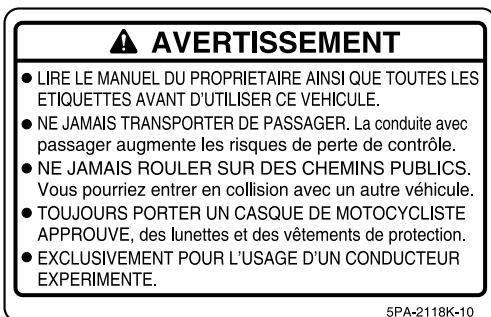 ⚠ AVERTISSEMENT
● LIRE LE MANUEL DU PROPRIETAIRE AINSI QUE TOUTES LES
ETIQUETTES AVANT D'UTILISER CE VEHICULE.
● NE JAMAIS TRANSPORTER DE PASSAGER. La conduite avec
passager augmente les risques de perte de contrôle.
● NE JAMAIS ROULER SUR DES CHEMINS PUBLICS.
Vous pourriez entrer en collision avec un autre véhicule.
● TOUJOURS PORTER UN CASQUE DE MOTOCYCLISTE
APPROUVE, des lunettes et des vêtements de protection.
● EXCLUSIVEMENT POUR L'USAGE D'UN CONDUCTEUR
EXPERIMENTE.
5PA-2118K-10